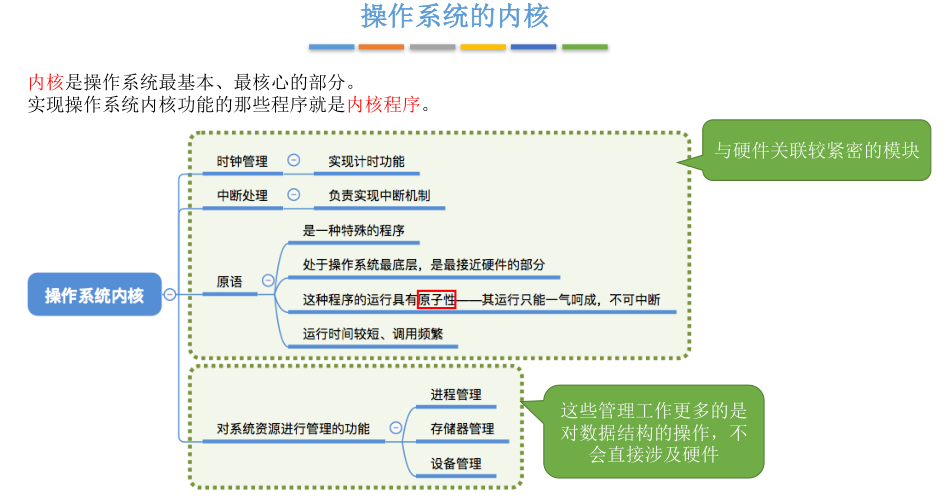 操作系统的内核
内核是操作系统最基本、最核心的部分。
实现操作系统内核功能的那些程序就是内核程序。
与硬件关联较紧密的模块
时钟管理
实现计时功能
中断处理
负责实现中断机制
是一种特殊的程序
处于操作系统最底层，是最接近硬件的部分
原语
操作系统内核
这种程序的运行具有原子性——其运行只能一气呵成，不可中断
运行时间较短、调用频繁
进程管理
对系统资源进行管理的功能
存储器管理
设备管理
这些管理工作更多的是
对数据结构的操作，不
会直接涉及硬件